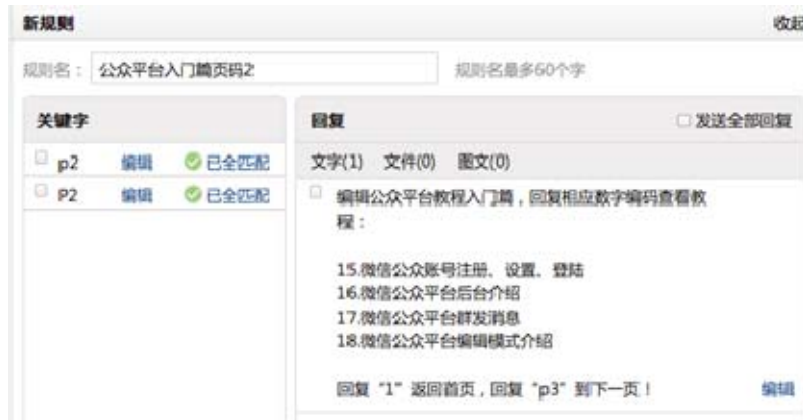 新规则 收起
规则名： 公众平台入门篇页码2 规则名最多60个字
关键字
p2 编辑 已全匹配
P2 编辑 已全匹配
回复 发送全部回复
文字(1) 文件(0) 图文(0)
编辑公众平台教程入门篇，回复相应数字编码查看教
程：
15.微信公众账号注册、设置、登陆
16.微信公众平台后台介绍
17.微信公众平台群发消息
18.微信公众平台编辑模式介绍
回复“1”返回首页，回复“p3”到下一页！ 编辑